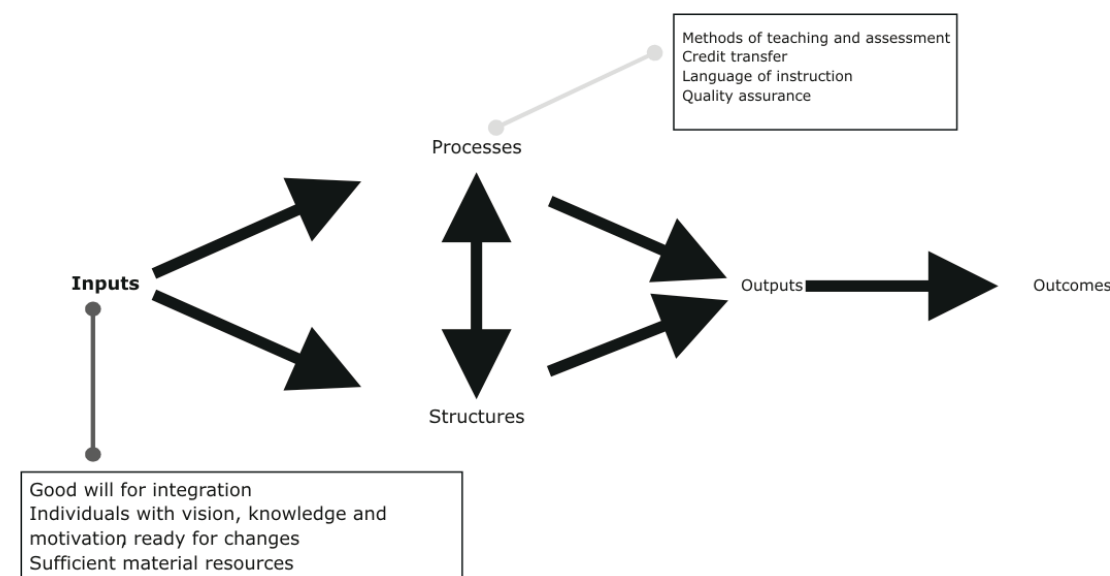 Methods of teaching and assessment
Credit transfer
Language of instruction
Quality assurance
Processes
Inputs
Outputs
Outcomes
Structures
Good will for integration
Individuals with vision, knowledge and
motivation, ready for changes
Sufficient material resources